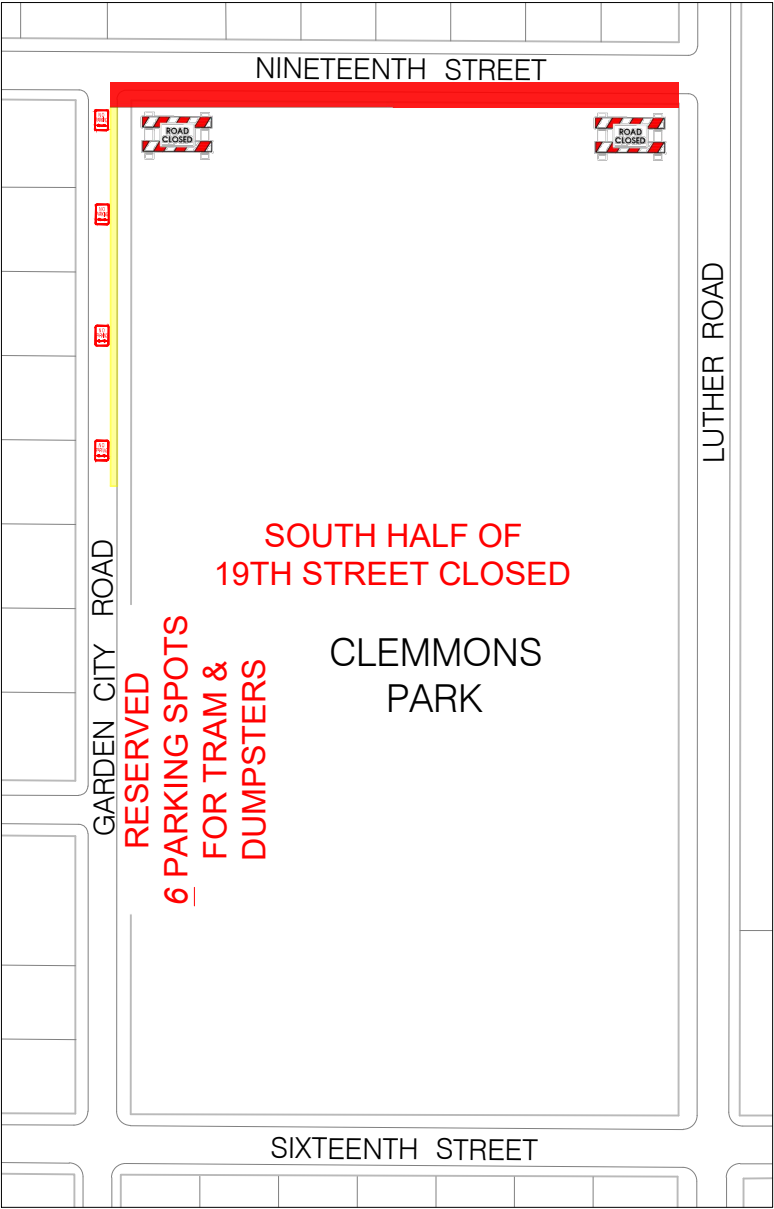 NINETEENTH STREET
ROAD
CLOSED
ROAD
CLOSED
LUTHER ROAD
SOUTH HALF OF
19TH STREET CLOSED
GARDEN CITY ROAD
RESERVED
6 PARKING SPOTS
FOR TRAM &
DUMPSTERS
CLEMMONS
PARK
SIXTEENTH STREET